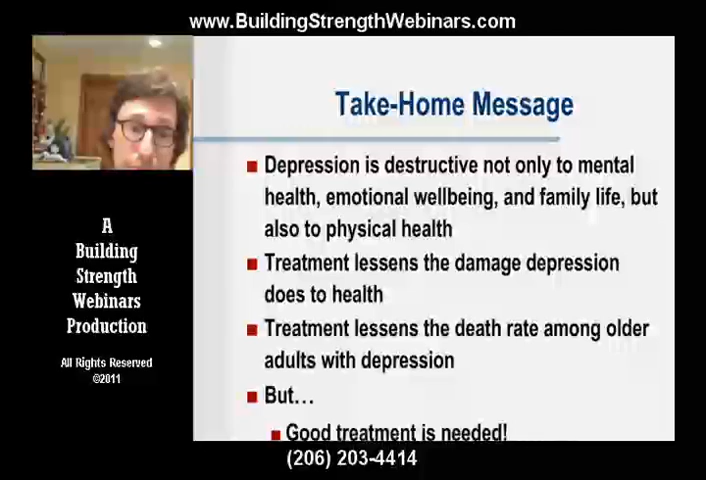 www.BuildingStrengthWebinars.com
Take-Home Message
Depression is destructive not only to mental
health, emotional wellbeing, and family life, but
also to physical health
Treatment lessens the damage depression
does to health
Treatment lessens the death rate among older
adults with depression
But...
Good treatment is needed!
A
Building
Strength
Webinars
Production
All Rights Reserved
©2011
(206) 203-4414